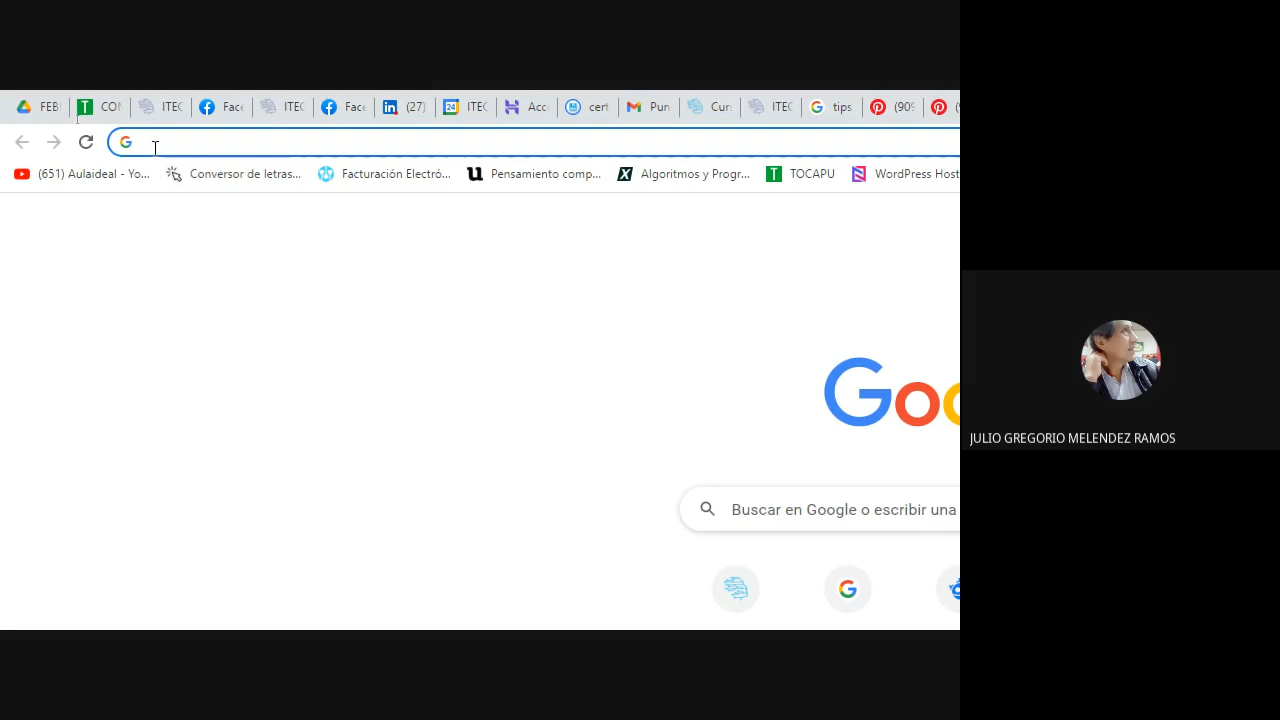 FEB CO ITEC Face ITEC Face (27) 24 ITEC Acc cert Pun Cur ITEC tips (909
(651) Aulaideal - Yo... Conversor de letras... Facturación Electró... Pensamiento comp... Algoritmos y Progr... TOCAPU WordPress Host
Goo
JULIO GREGORIO MELENDEZ RAMOS
Buscar en Google o escribir una